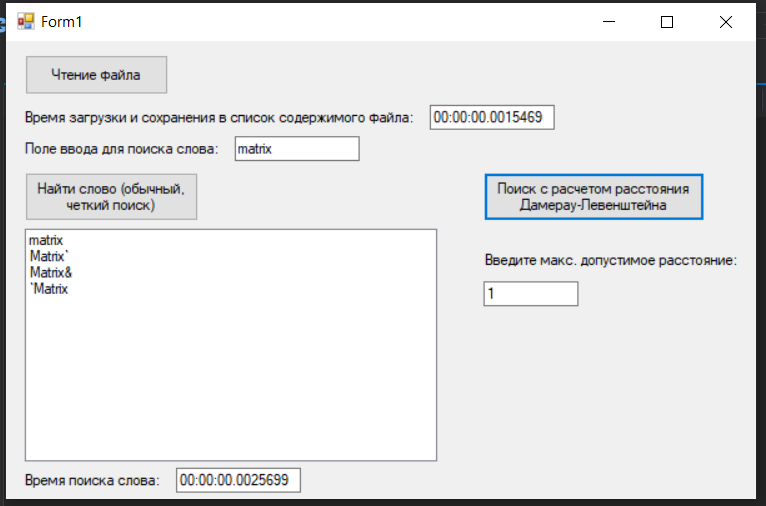 Form1
Чтение файла
Время загрузки и сохранения в список содержимого файла: 00:00:00.0015469
Поле ввода для поиска слова: matrix
Найти слово (обычный,
четкий поиск)
Поиск с расчетом расстояния
Дамерау-Левенштейна
matrix
Matrix`
Matrix&
`Matrix
Введите макс. допустимое расстояние:
1
Время поиска слова: 00:00:00.0025699